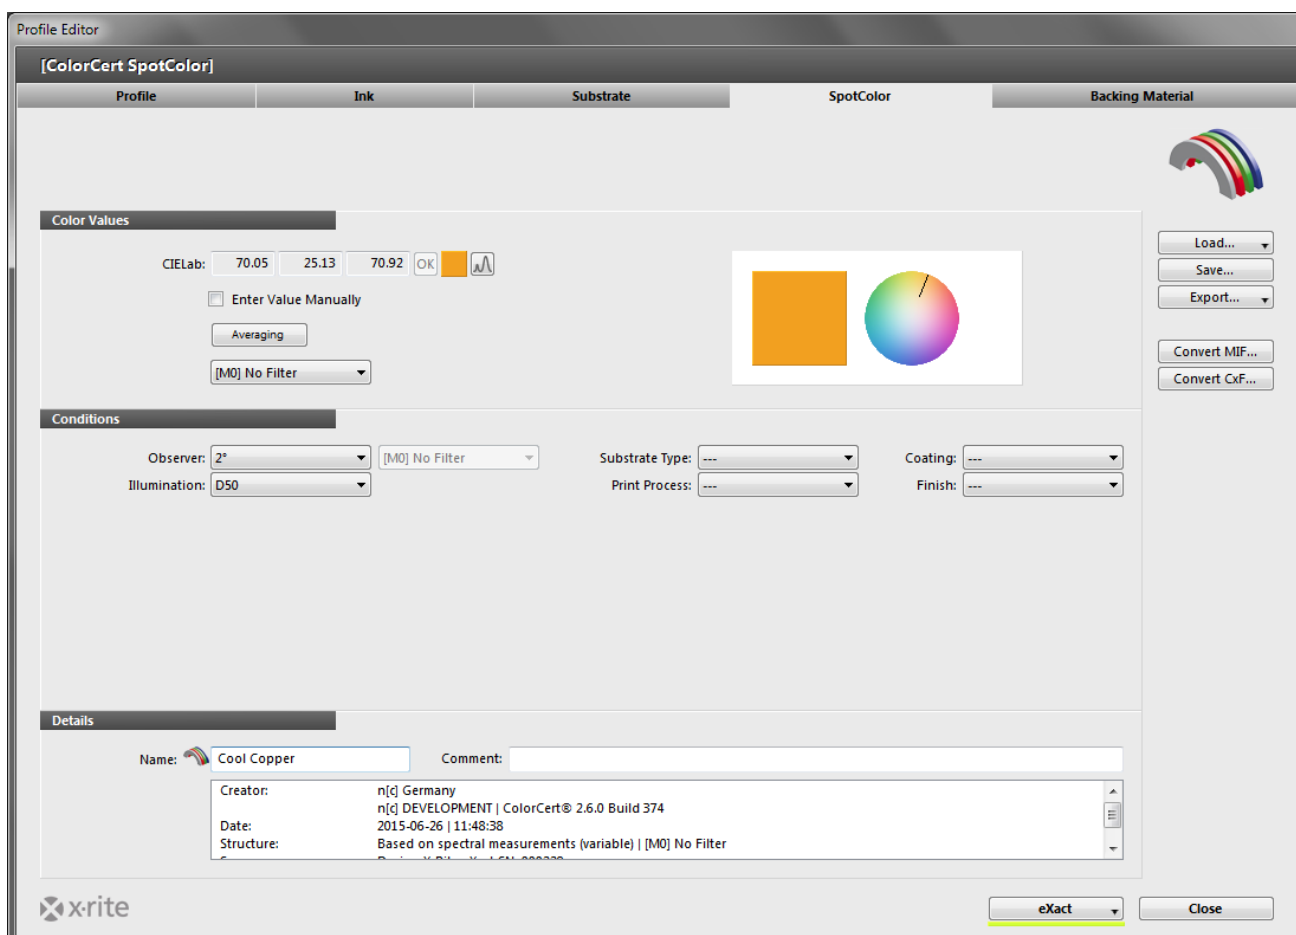 Profile Editor
[ColorCert SpotColor]
Profile Ink Substrate SpotColor Backing Material
Color Values
Load...
CIELab: 70.05 25.13 70.92 OK
Save...
Enter Value Manually
Export...
Averaging
Convert MIF...
[M0] No Filter
Convert CxF...
Conditions
Observer: 2° [M0] No Filter Substrate Type: --- Coating: ---
Illumination: D50 Print Process: --- Finish: ---
Details
Name: Cool Copper Comment:
Creator: n[c] Germany
n[c] DEVELOPMENT | ColorCert® 2.6.0 Build 374
Date: 2015-06-26 | 11:48:38
Structure: Based on spectral measurements (variable) | [M0] No Filter
x·rite eXact Close